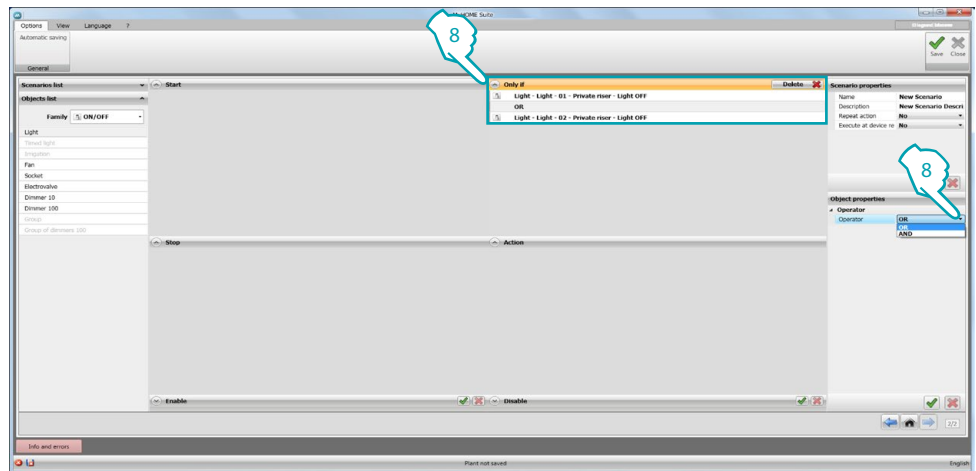 MyHOME Suite
Options View Language ?
Automatic saving
General
Save Close
8
Scenarios list
Objects list
Family ON/OFF
Light
Timed light
Irrigation
Fan
Socket
Electrovalve
Dimmer 10
Dimmer 100
Group
Group of dimmers 100
Start
Only if Delete
Light - Light - 01 - Private riser - Light OFF
OR
Light - Light - 02 - Private riser - Light OFF
Stop
Action
Enable
Disable
Scenario properties
Name New Scenario
Description New Scenario Descri
Repeat action No
Execute at device re No
8
Object properties
Operator
Operator OR
OR
AND
2/2
Info and errors
Plant not saved
English